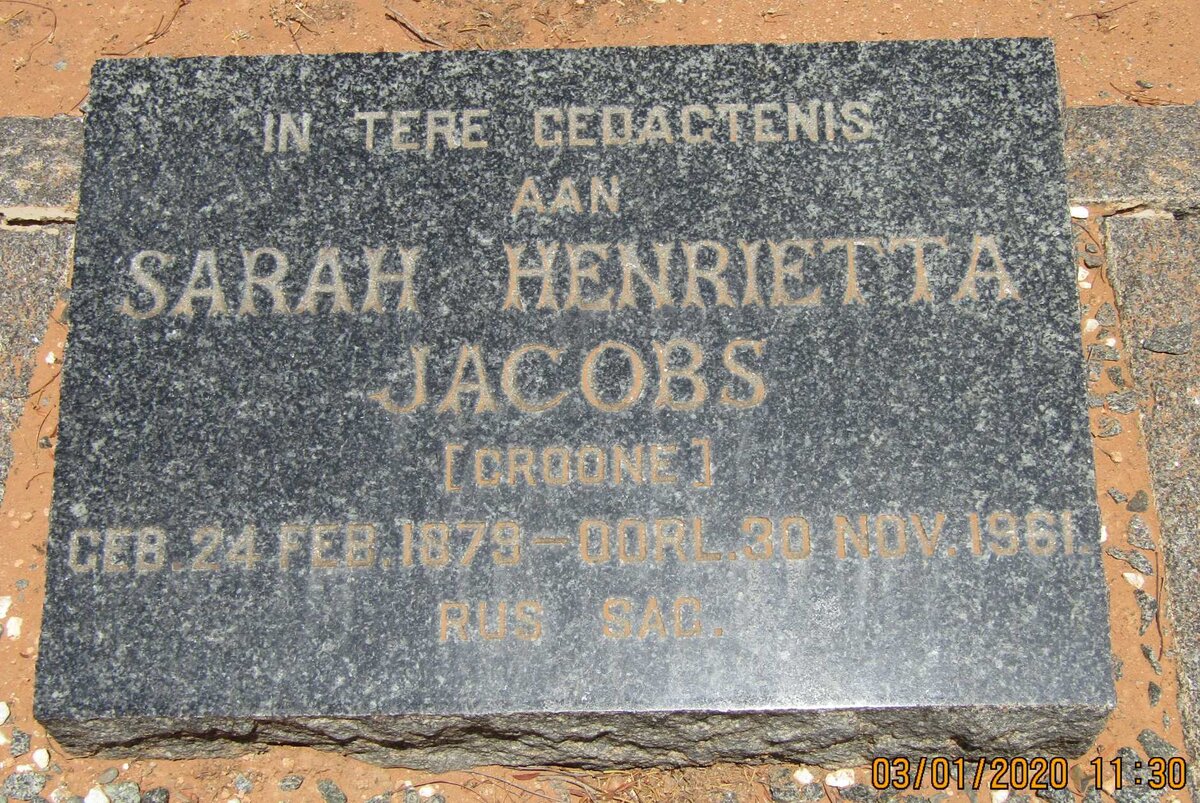 IN TERE GEDAGTENIS
AAN
SARAH HENRIETTA
JACOBS
[CROONE]
GEB. 24 FEB. 1879 — OORL. 30 NOV. 1961.
RUS SAG.
03/01/2020 11:30